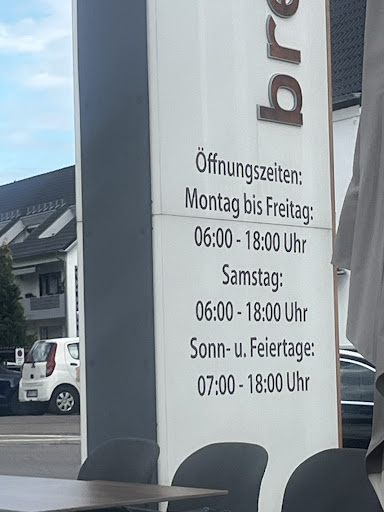 bre
Öffnungszeiten:
Montag bis Freitag:
06:00 - 18:00 Uhr
Samstag:
06:00 - 18:00 Uhr
Sonn- u. Feiertage:
07:00 - 18:00 Uhr